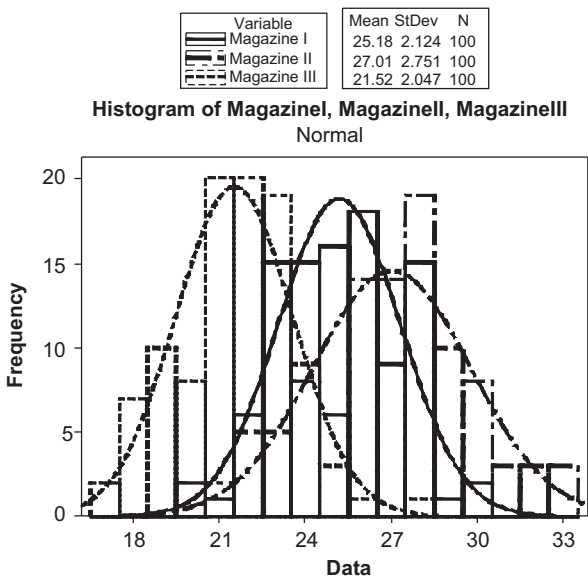 Variable
Magazine I
Magazine II
Magazine III
Mean StDev N
25.18 2.124 100
27.01 2.751 100
21.52 2.047 100
Histogram of MagazineI, MagazineII, MagazineIII
Normal
Frequency
20
15
10
5
0
18 21 24 27 30 33
Data